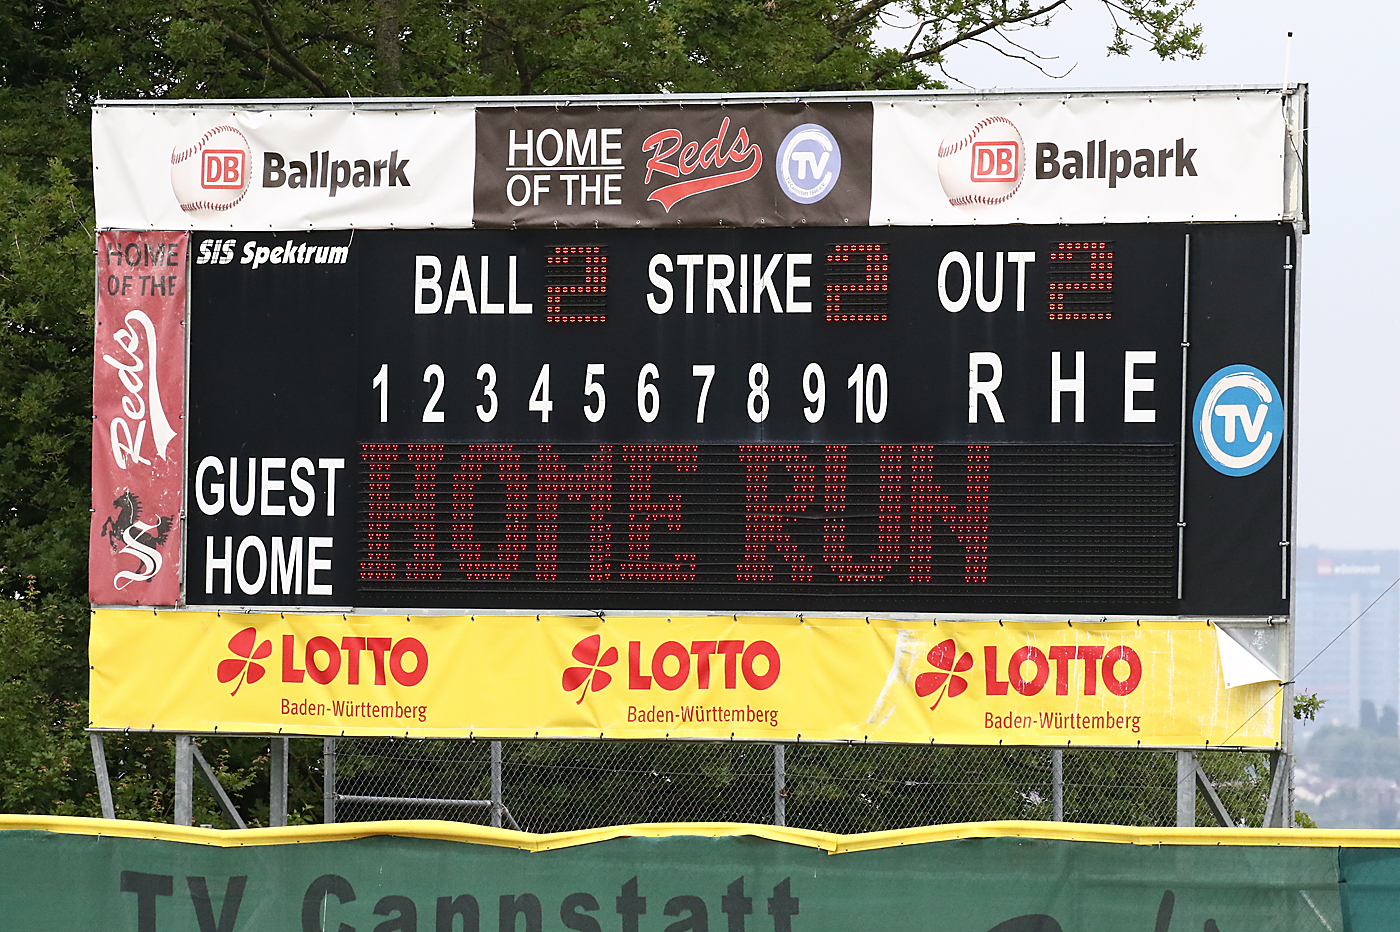 DB Ballpark
HOME
OF THE
Reds
TV
DB Ballpark
HOME
OF THE
Reds
SIS Spektrum
BALL 2 STRIKE 2 OUT 2
1 2 3 4 5 6 7 8 9 10 R H E
GUEST
HOME
HOME RUN
TV
LOTTO
Baden-Württemberg
LOTTO
Baden-Württemberg
LOTTO
Baden-Württemberg
TV Cannstatt